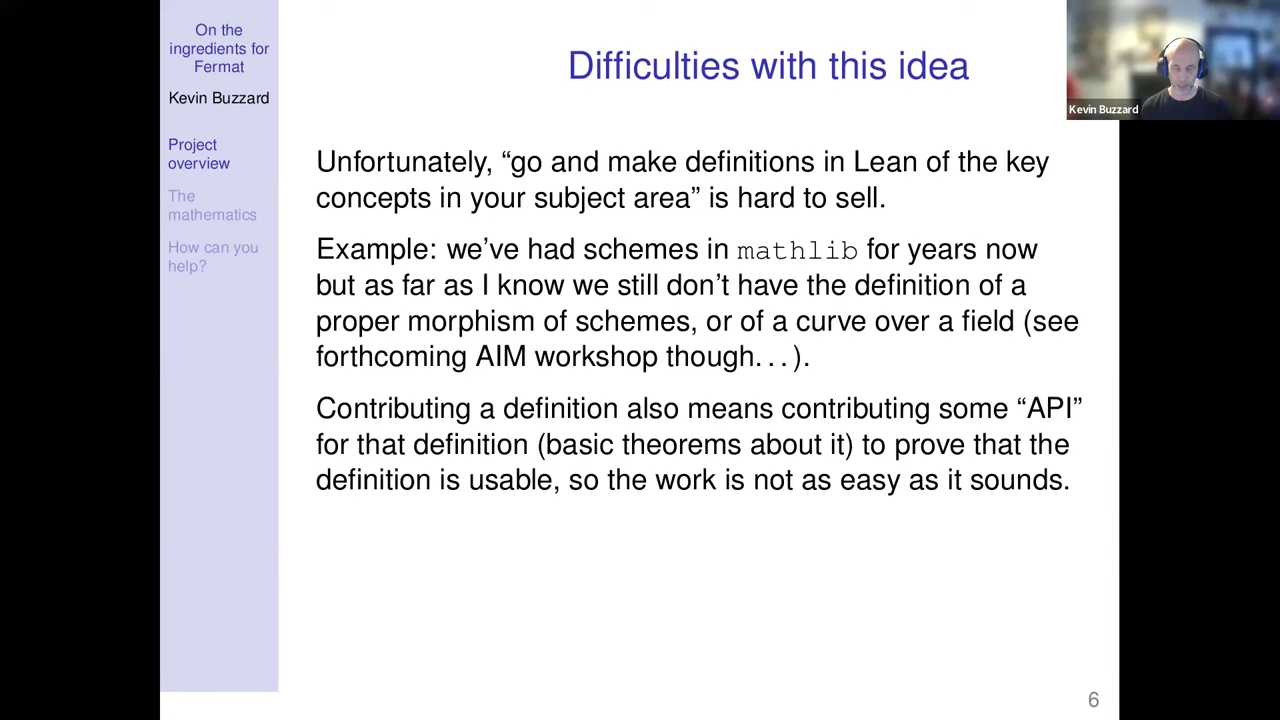 On the
ingredients for
Fermat
Kevin Buzzard
Project
overview
The
mathematics
How can you
help?
Difficulties with this idea
Unfortunately, “go and make definitions in Lean of the key
concepts in your subject area” is hard to sell.
Example: we’ve had schemes in mathlib for years now
but as far as I know we still don’t have the definition of a
proper morphism of schemes, or of a curve over a field (see
forthcoming AIM workshop though. . . ).
Contributing a definition also means contributing some “API”
for that definition (basic theorems about it) to prove that the
definition is usable, so the work is not as easy as it sounds.
Kevin Buzzard
6